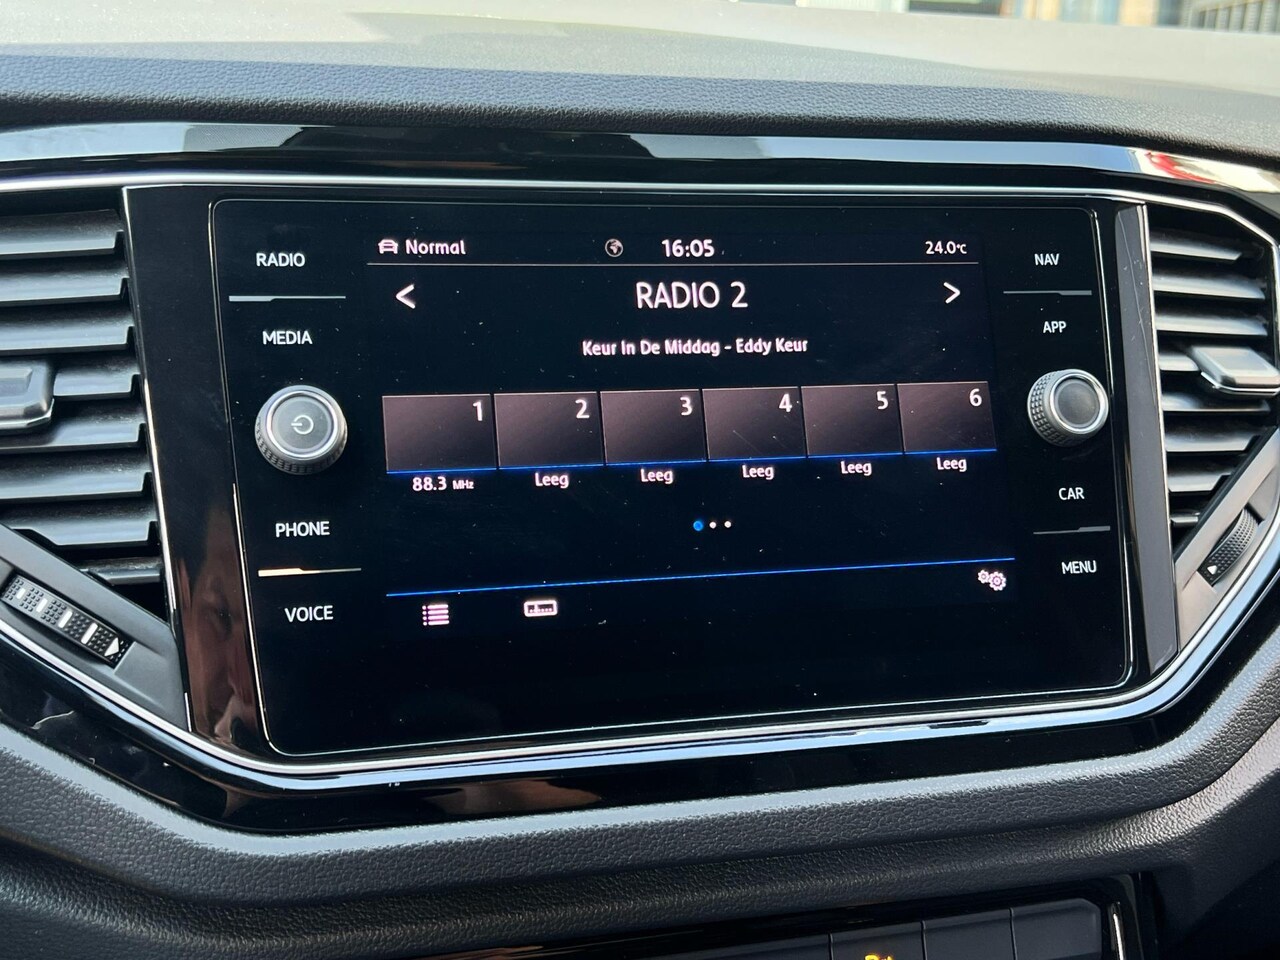 RADIO
MEDIA
PHONE
VOICE
Normal
16:05
24.0°C
< RADIO 2 >
Keur In De Middag - Eddy Keur
1 2 3 4 5 6
88.3 MHz Leeg Leeg Leeg Leeg Leeg
NAV
APP
CAR
MENU